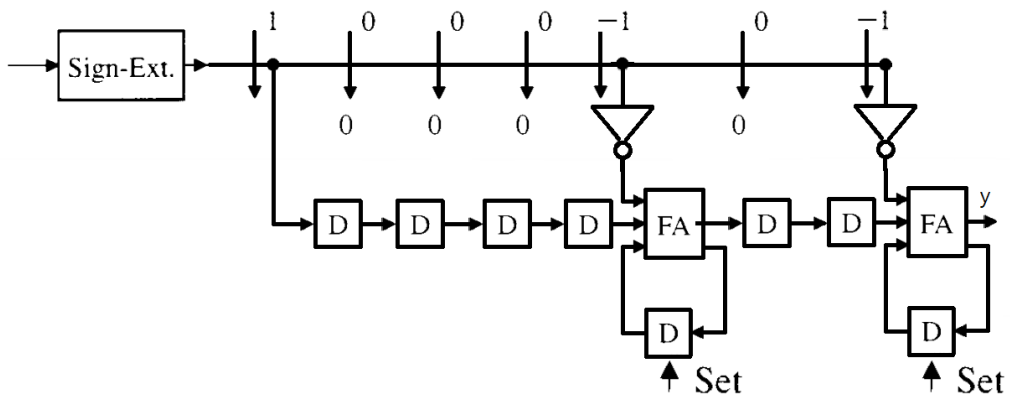 1 0 0 0 −1 0 −1
Sign-Ext.
0 0 0 0
D D D D FA D D FA y
D D
Set Set